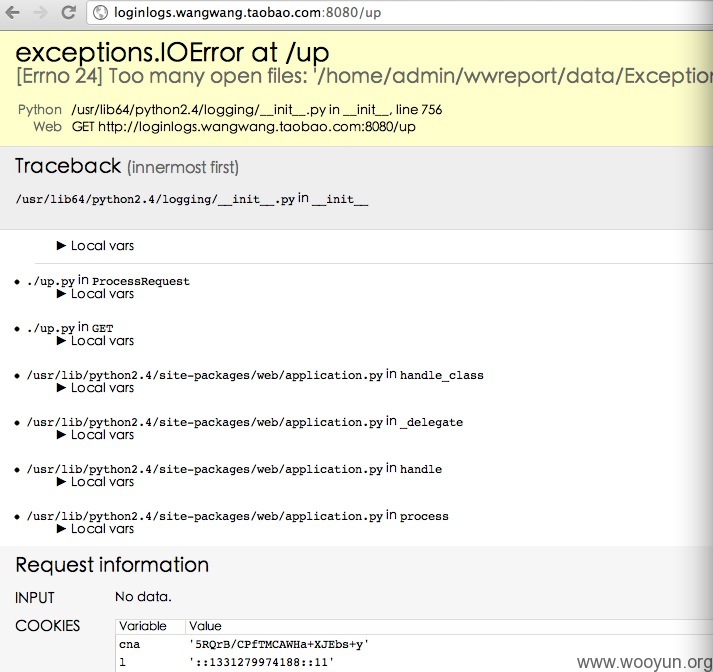 loginlogs.wangwang.taobao.com:8080/up
exceptions.IOError at /up
[Errno 24] Too many open files: '/home/admin/wwreport/data/Exception
Python /usr/lib64/python2.4/logging/__init__.py in __init__, line 756
Web GET http://loginlogs.wangwang.taobao.com:8080/up
Traceback (innermost first)
/usr/lib64/python2.4/logging/__init__.py in __init__
▶ Local vars
• ./up.py in ProcessRequest
▶ Local vars
• ./up.py in GET
▶ Local vars
• /usr/lib/python2.4/site-packages/web/application.py in handle_class
▶ Local vars
• /usr/lib/python2.4/site-packages/web/application.py in _delegate
▶ Local vars
• /usr/lib/python2.4/site-packages/web/application.py in handle
▶ Local vars
• /usr/lib/python2.4/site-packages/web/application.py in process
▶ Local vars
Request information
INPUT No data.
COOKIES Variable Value
cna '5RQrB/CPfTMCAWHa+XJEbs+y'
l '::1331279974188::11'
www.wooyun.org